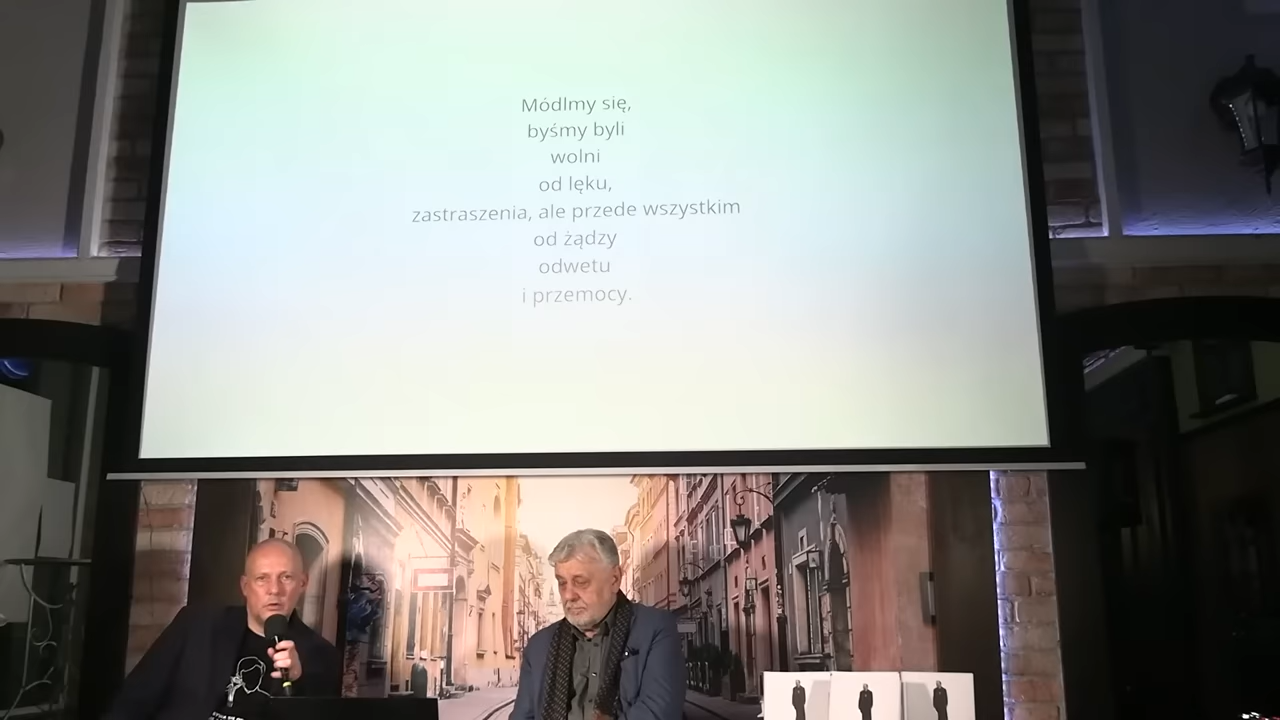 Módlmy się,
byśmy byli
wolni
od lęku,
zastraszenia, ale przede wszystkim
od żądzy
odwetu
i przemocy.